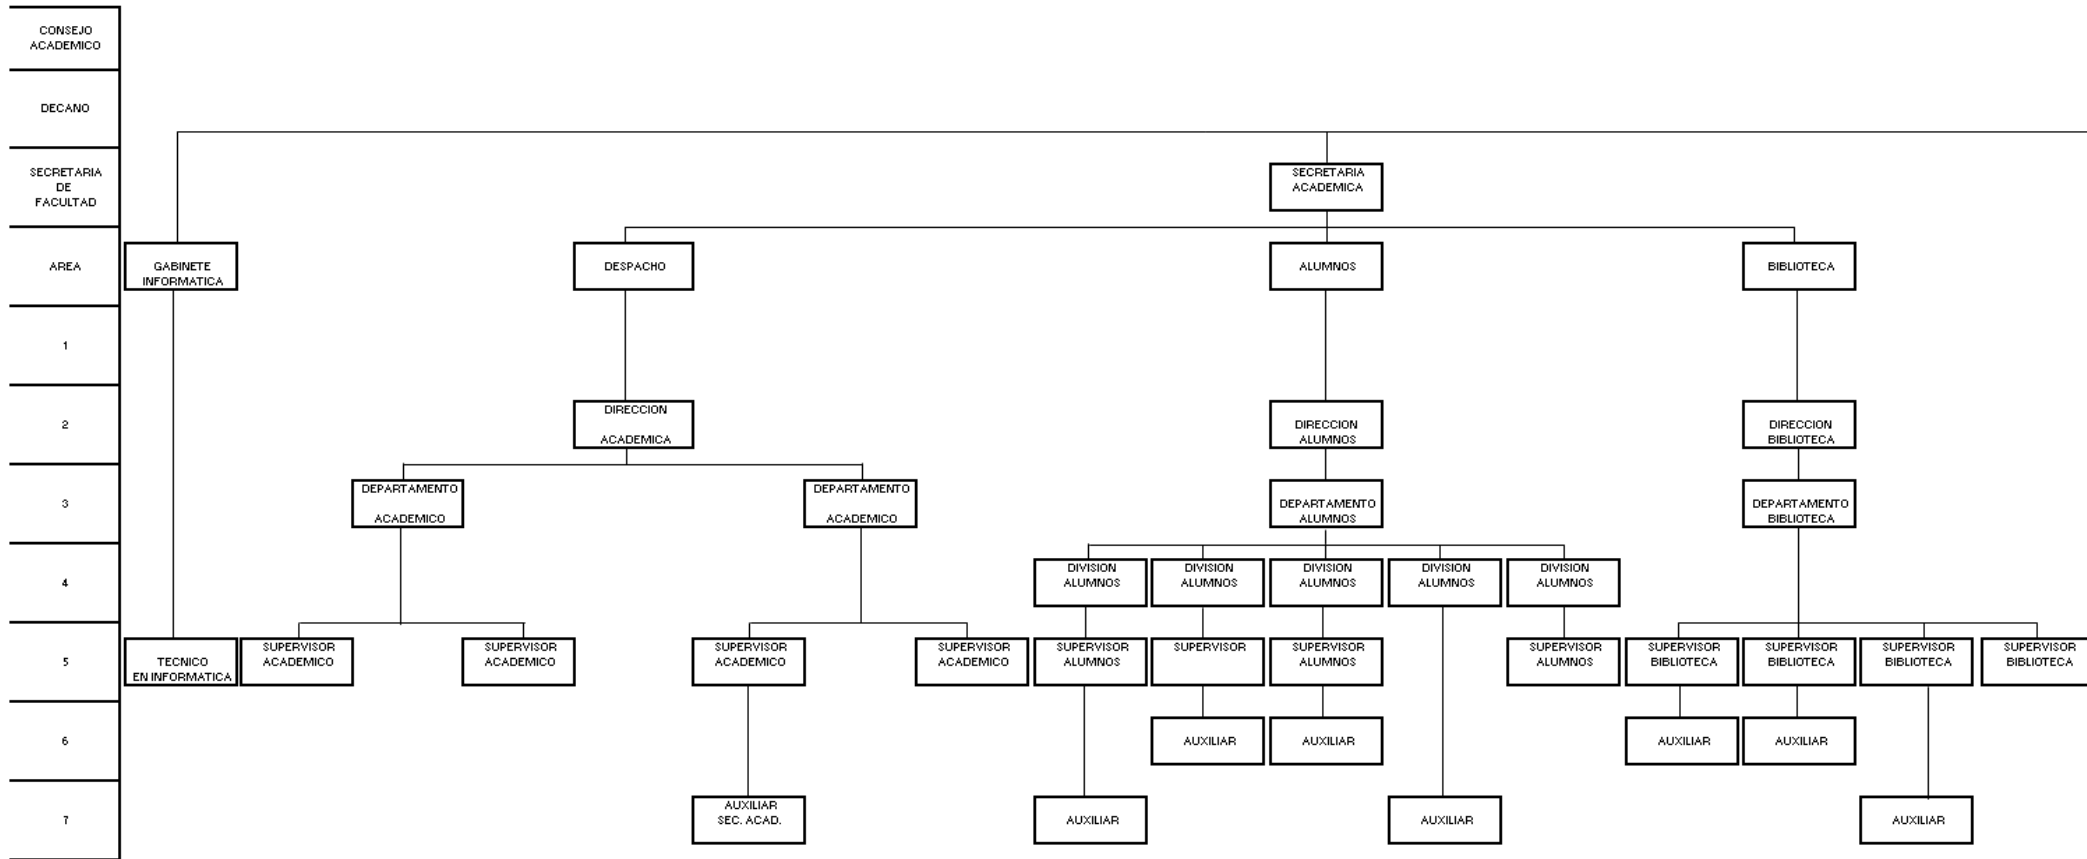 CONSEJO
ACADEMICO
DECANO
SECRETARIA
DE
FACULTAD
SECRETARIA
ACADEMICA
AREA
GABINETE
INFORMATICA
DESPACHO
ALUMNOS
BIBLIOTECA
1
2
DIRECCION
ACADEMICA
DIRECCION
ALUMNOS
DIRECCION
BIBLIOTECA
3
DEPARTAMENTO
ACADEMICO
DEPARTAMENTO
ACADEMICO
DEPARTAMENTO
ALUMNOS
DEPARTAMENTO
BIBLIOTECA
4
DIVISION
ALUMNOS
DIVISION
ALUMNOS
DIVISION
ALUMNOS
DIVISION
ALUMNOS
DIVISION
ALUMNOS
5
TECNICO
EN INFORMATICA
SUPERVISOR
ACADEMICO
SUPERVISOR
ACADEMICO
SUPERVISOR
ACADEMICO
SUPERVISOR
ACADEMICO
SUPERVISOR
ALUMNOS
SUPERVISOR
SUPERVISOR
ALUMNOS
SUPERVISOR
ALUMNOS
SUPERVISOR
BIBLIOTECA
SUPERVISOR
BIBLIOTECA
SUPERVISOR
BIBLIOTECA
SUPERVISOR
BIBLIOTECA
6
AUXILIAR
AUXILIAR
AUXILIAR
AUXILIAR
7
AUXILIAR
SEC. ACAD.
AUXILIAR
AUXILIAR
AUXILIAR